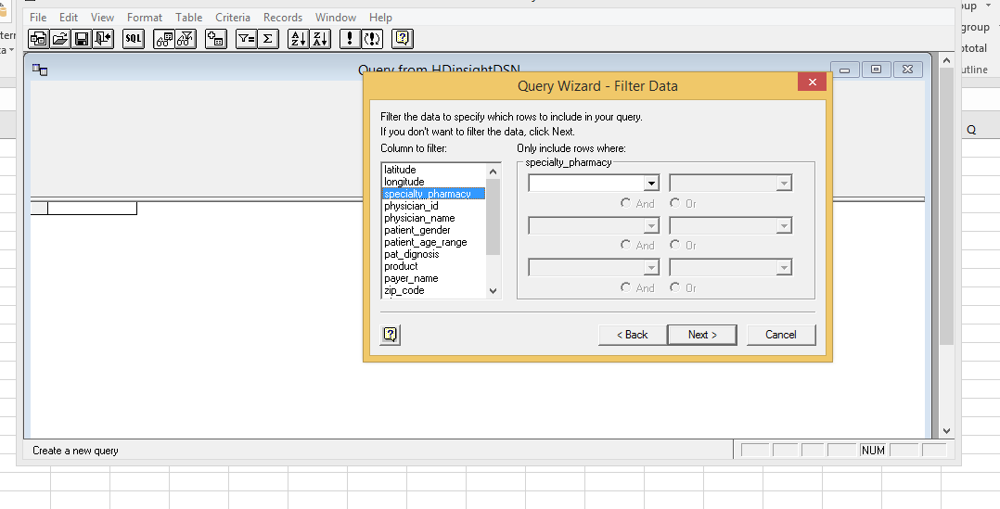 oup
File Edit View Format Table Criteria Records Window Help
group
SQL
ototal
a
utline
Query from HDinsightDSN
Query Wizard - Filter Data
Filter the data to specify which rows to include in your query.
If you don't want to filter the data, click Next.
Column to filter:
Only include rows where:
latitude
longitude
specialty_pharmacy
physician_id
physician_name
patient_gender
patient_age_range
pat_dignosis
product
payer_name
zip_code
specialty_pharmacy
And Or
And Or
And Or
< Back Next > Cancel
Q
Create a new query
NUM